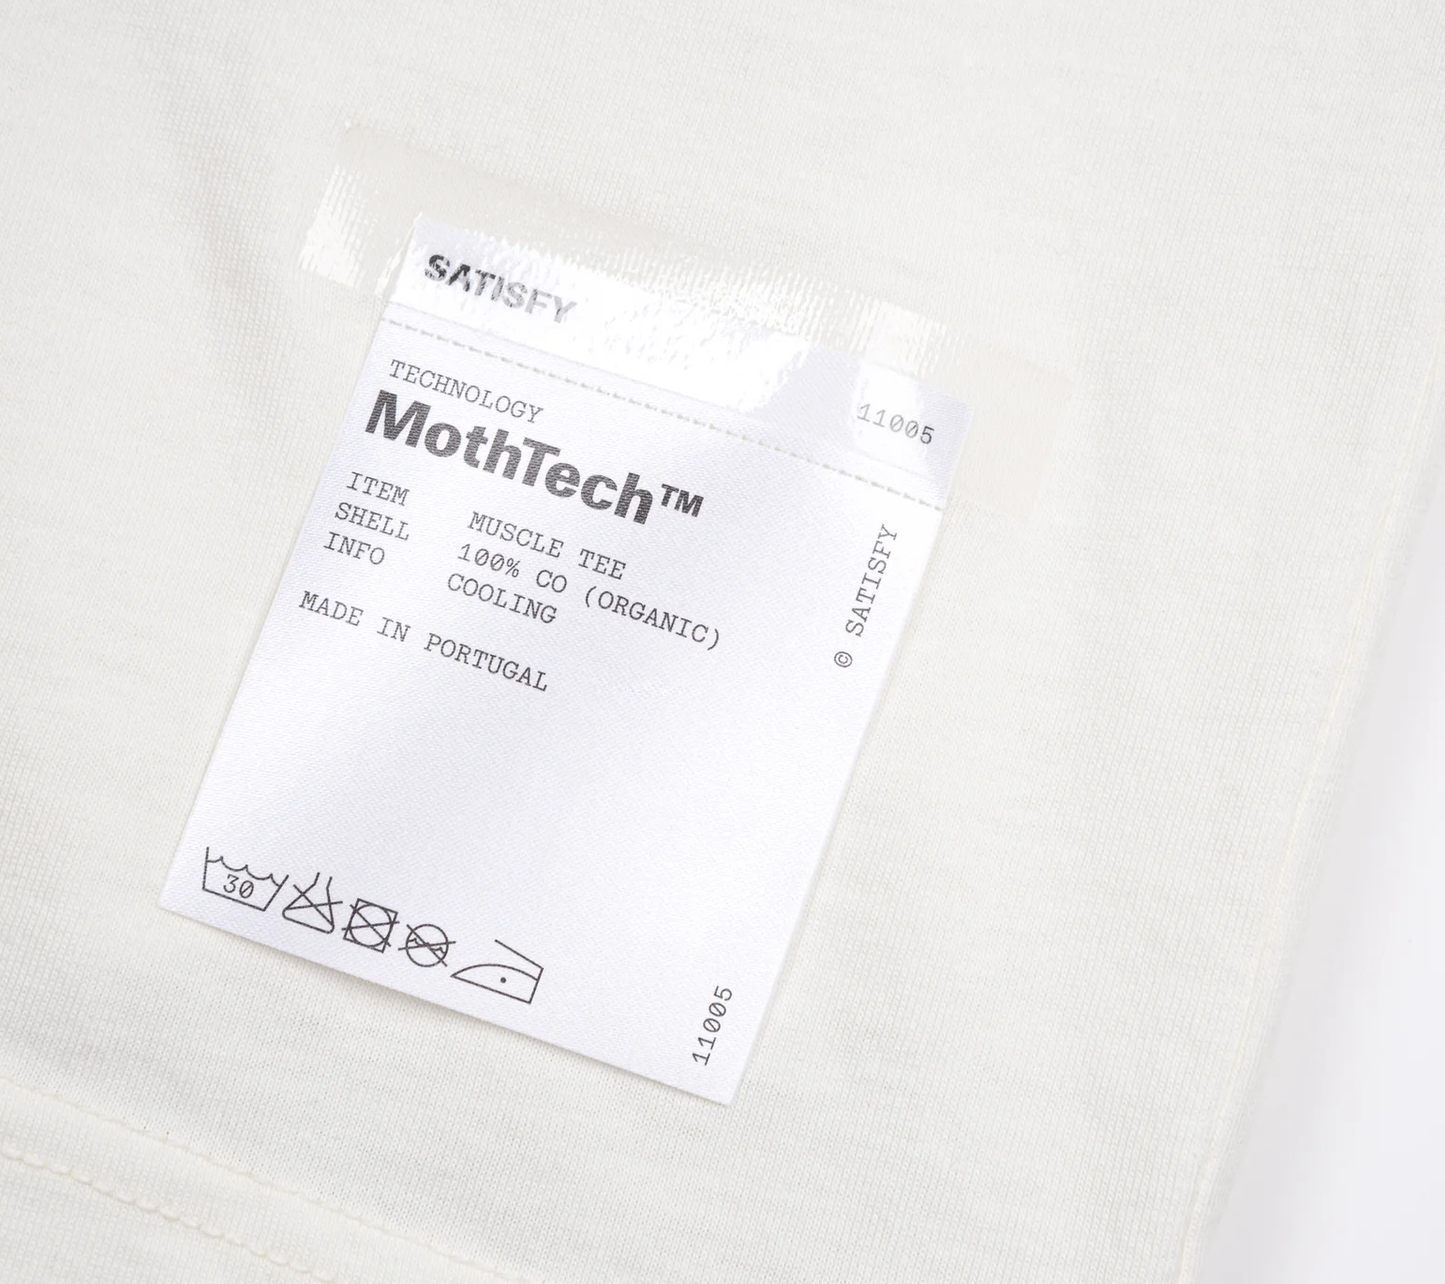 SATISFY
11005
TECHNOLOGY
MothTech™
ITEM MUSCLE TEE
SHELL 100% CO (ORGANIC)
INFO COOLING
MADE IN PORTUGAL
© SATISFY
30
11005